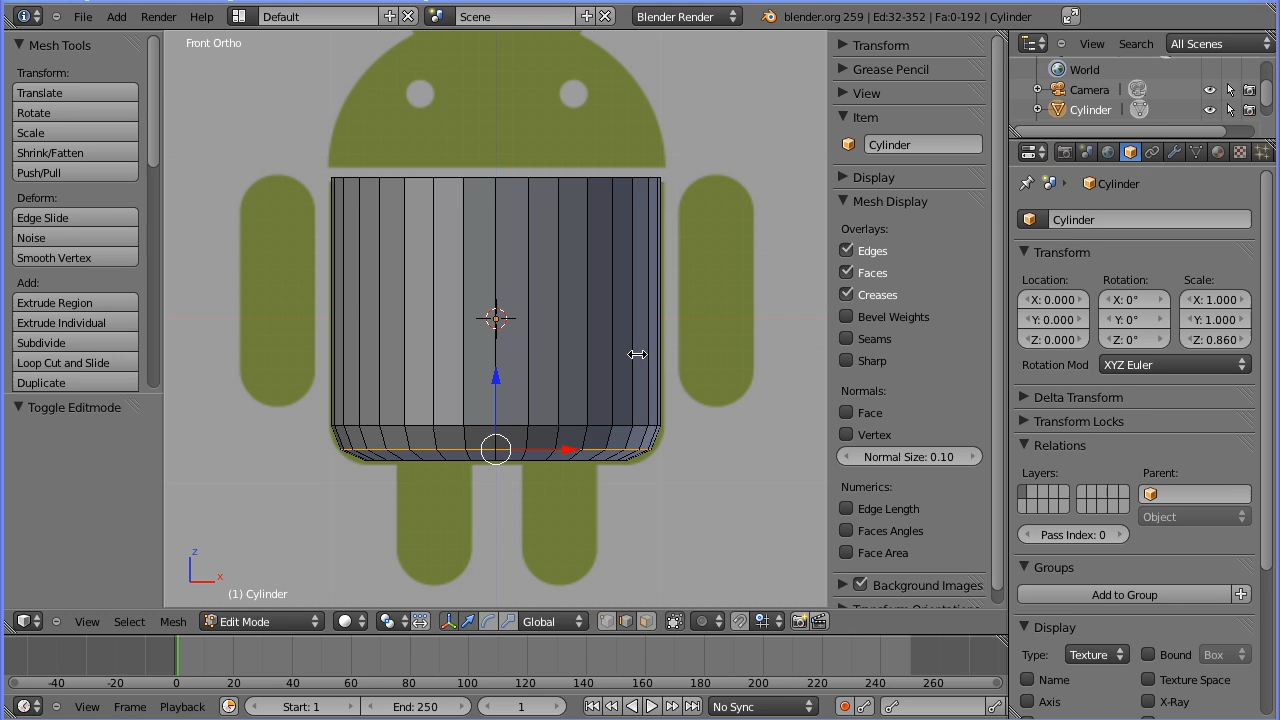 File Add Render Help Default Scene Blender Render blender.org 259 | Ed:32-352 | Fa:0-192 | Cylinder
Mesh Tools
Transform:
Translate
Rotate
Scale
Shrink/Fatten
Push/Pull
Deform:
Edge Slide
Noise
Smooth Vertex
Add:
Extrude Region
Extrude Individual
Subdivide
Loop Cut and Slide
Duplicate
Toggle Editmode
Front Ortho
z
x
(1) Cylinder
Transform
Grease Pencil
View
Item
Cylinder
Display
Mesh Display
Overlays:
Edges
Faces
Creases
Bevel Weights
Seams
Sharp
Normals:
Face
Vertex
Normal Size: 0.10
Numerics:
Edge Length
Faces Angles
Face Area
Background Images
View Search All Scenes
World
Camera
Cylinder
Cylinder
Cylinder
Transform
Location: Rotation: Scale:
X: 0.000 X: 0° X: 1.000
Y: 0.000 Y: 0° Y: 1.000
Z: 0.000 Z: 0° Z: 0.860
Rotation Mod XYZ Euler
Delta Transform
Transform Locks
Relations
Layers: Parent:
Object
Pass Index: 0
Groups
Add to Group
Display
Type: Texture Bound Box
Name Texture Space
Axis X-Ray
View Select Mesh Edit Mode Global
-40 -20 0 20 40 60 80 100 120 140 160 180 200 220 240 260
View Frame Playback Start: 1 End: 250 1 No Sync